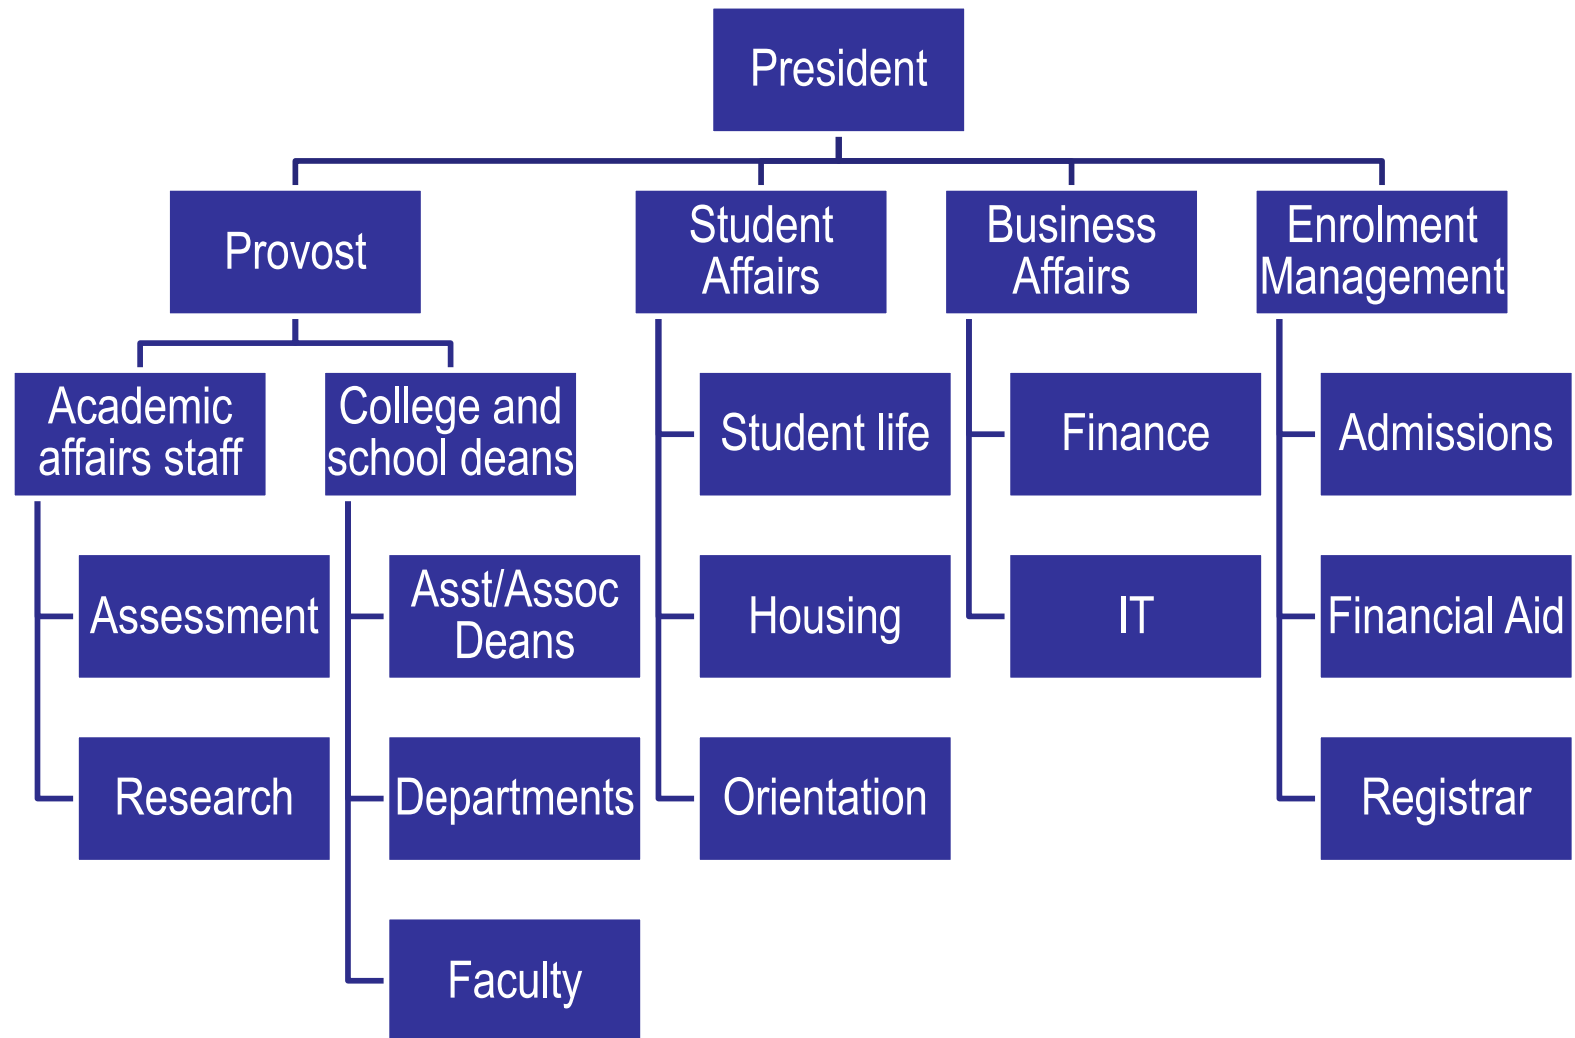 President
Provost
Student
Affairs
Business
Affairs
Enrolment
Management
Academic
affairs staff
College and
school deans
Student life
Finance
Admissions
Assessment
Asst/Assoc
Deans
Housing
IT
Financial Aid
Research
Departments
Orientation
Registrar
Faculty